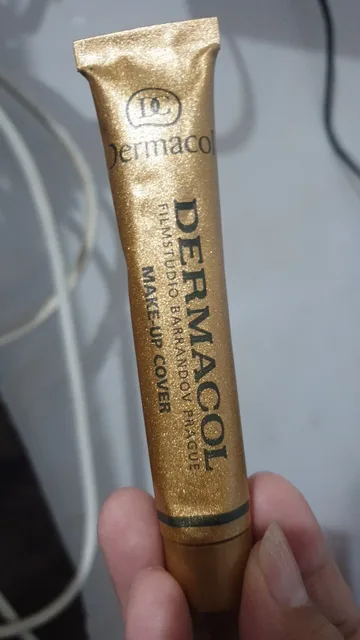 DC
Dermacol
DERMACOL
FILMSTUDIO BARRANDOV PRAGUE
MAKE-UP COVER